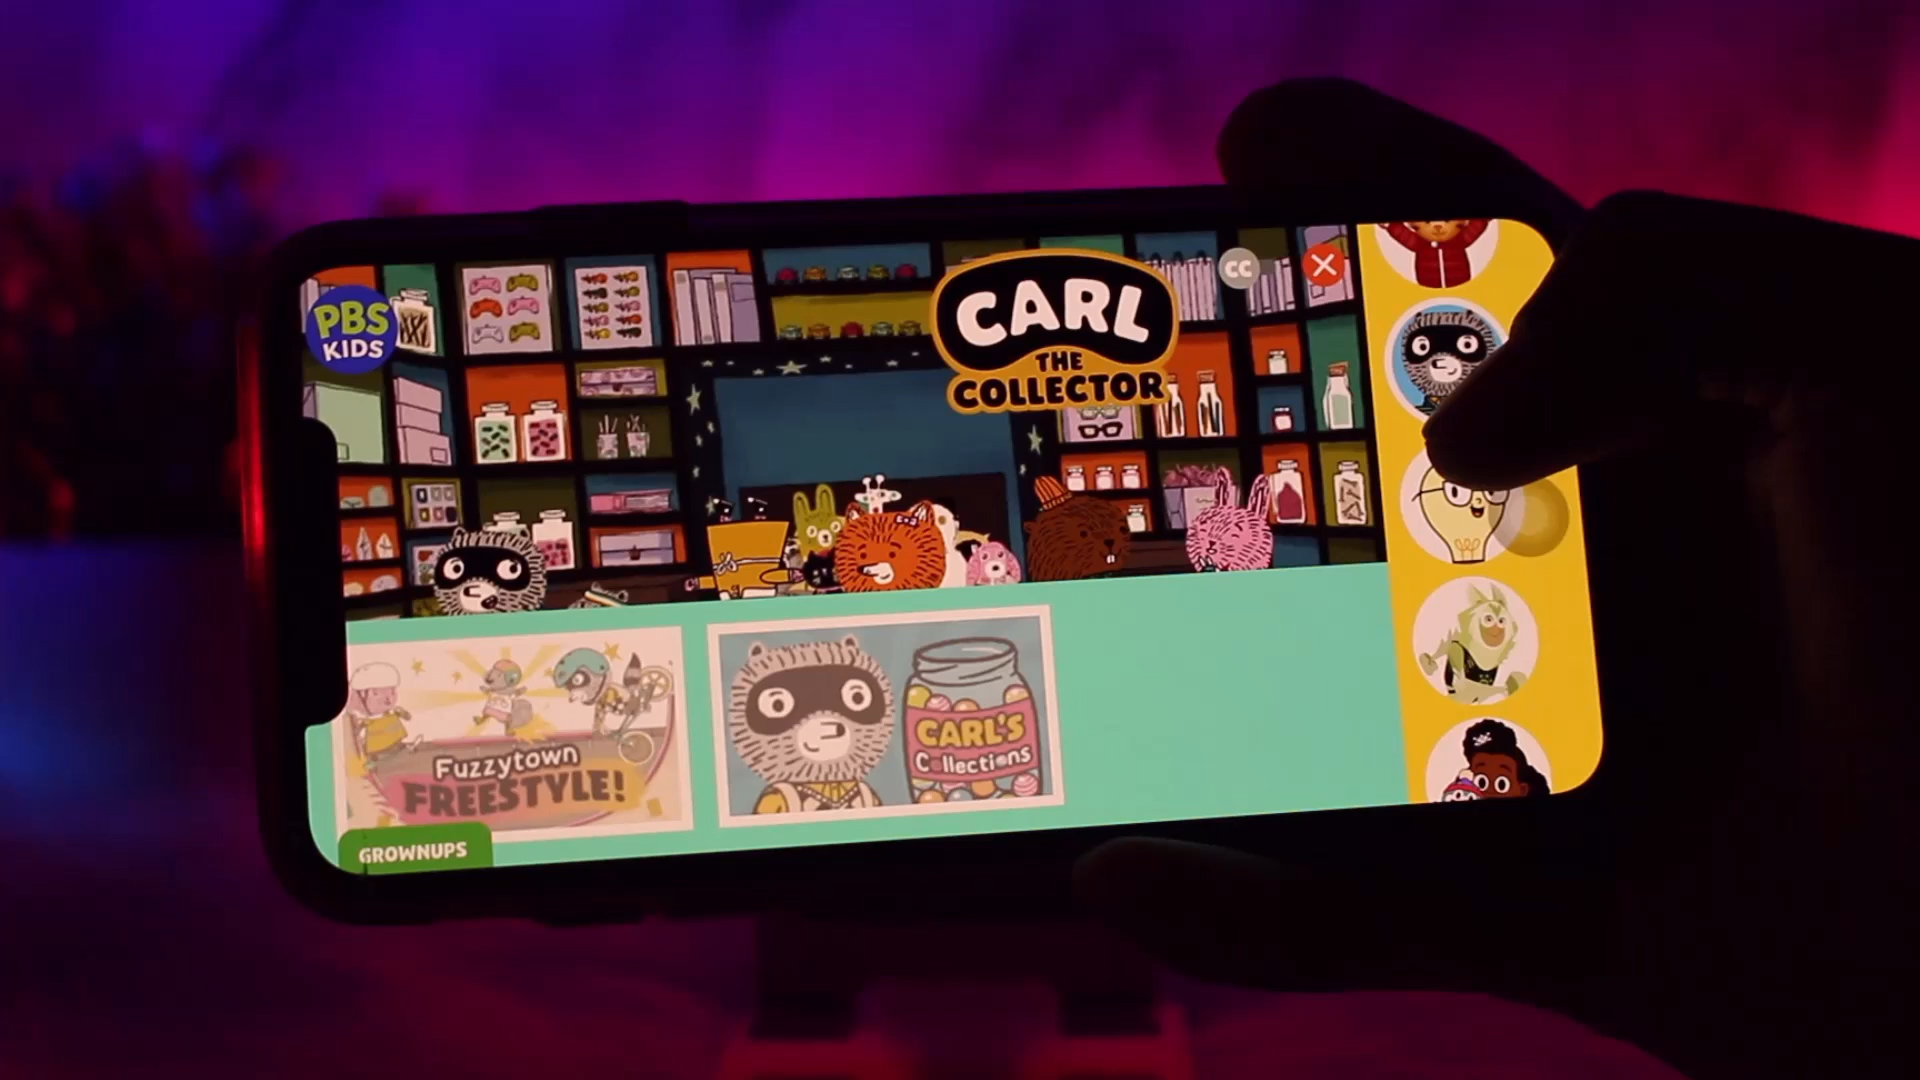 PBS
KIDS
CARL
THE
COLLECTOR
CC
Fuzzytown
FREESTYLE!
CARL'S
Collections
GROWNUPS